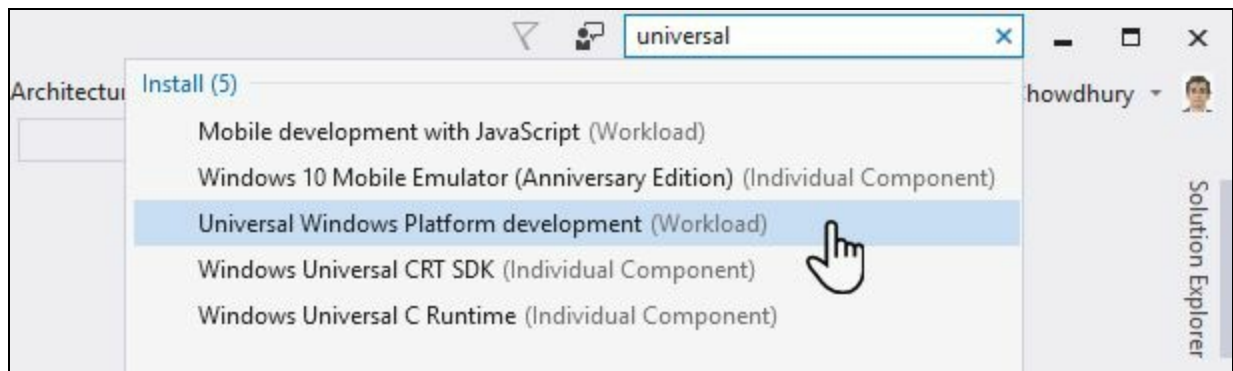 universal
Install (5)
Architectu
howdhury
Mobile development with JavaScript (Workload)
Windows 10 Mobile Emulator (Anniversary Edition) (Individual Component)
Universal Windows Platform development (Workload)
Windows Universal CRT SDK (Individual Component)
Windows Universal C Runtime (Individual Component)
Solution Explorer